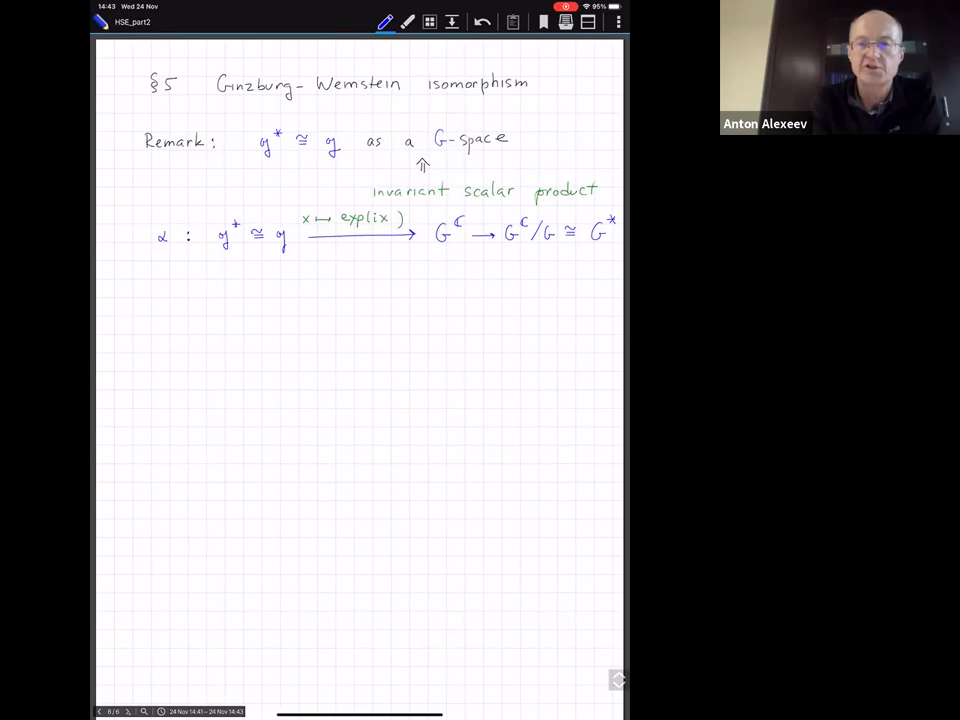 14:43 Wed 24 Nov 95%
HSE_part2
§5 Ginzburg-Weinstein isomorphism
Remark: 𝔤* ≅ 𝔤 as a G-space
⇑
invariant scalar product
x ↦ exp(ix)
α : 𝔤* ≅ 𝔤 ⟶ G^ℂ → G^ℂ/G ≅ G*
6/6 24 Nov 14:41–24 Nov 14:43
Anton Alexeev